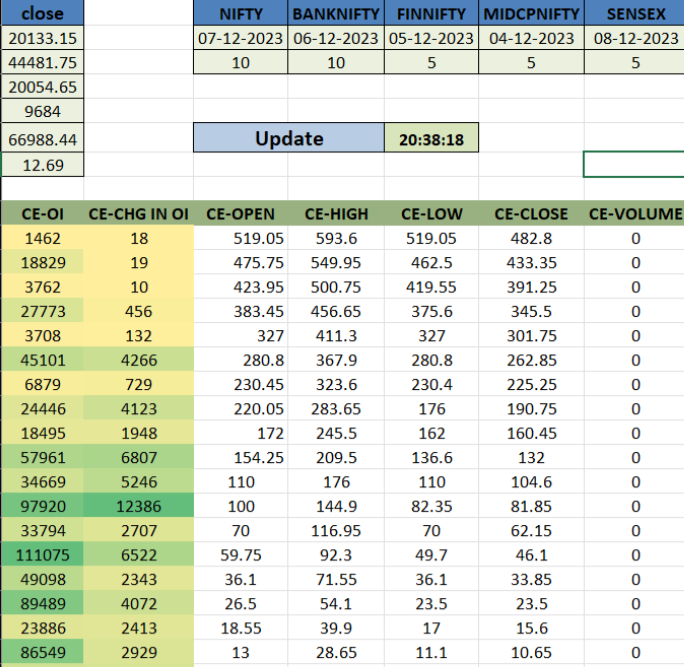 close NIFTY BANKNIFTY FINNIFTY MIDCPNIFTY SENSEX
20133.15 07-12-2023 06-12-2023 05-12-2023 04-12-2023 08-12-2023
44481.75 10 10 5 5 5
20054.65
9684
66988.44 Update 20:38:18
12.69
CE-OI CE-CHG IN OI CE-OPEN CE-HIGH CE-LOW CE-CLOSE CE-VOLUME
1462 18 519.05 593.6 519.05 482.8 0
18829 19 475.75 549.95 462.5 433.35 0
3762 10 423.95 500.75 419.55 391.25 0
27773 456 383.45 456.65 375.6 345.5 0
3708 132 327 411.3 327 301.75 0
45101 4266 280.8 367.9 280.8 262.85 0
6879 729 230.45 323.6 230.4 225.25 0
24446 4123 220.05 283.65 176 190.75 0
18495 1948 172 245.5 162 160.45 0
57961 6807 154.25 209.5 136.6 132 0
34669 5246 110 176 110 104.6 0
97920 12386 100 144.9 82.35 81.85 0
33794 2707 70 116.95 70 62.15 0
111075 6522 59.75 92.3 49.7 46.1 0
49098 2343 36.1 71.55 36.1 33.85 0
89489 4072 26.5 54.1 23.5 23.5 0
23886 2413 18.55 39.9 17 15.6 0
86549 2929 13 28.65 11.1 10.65 0